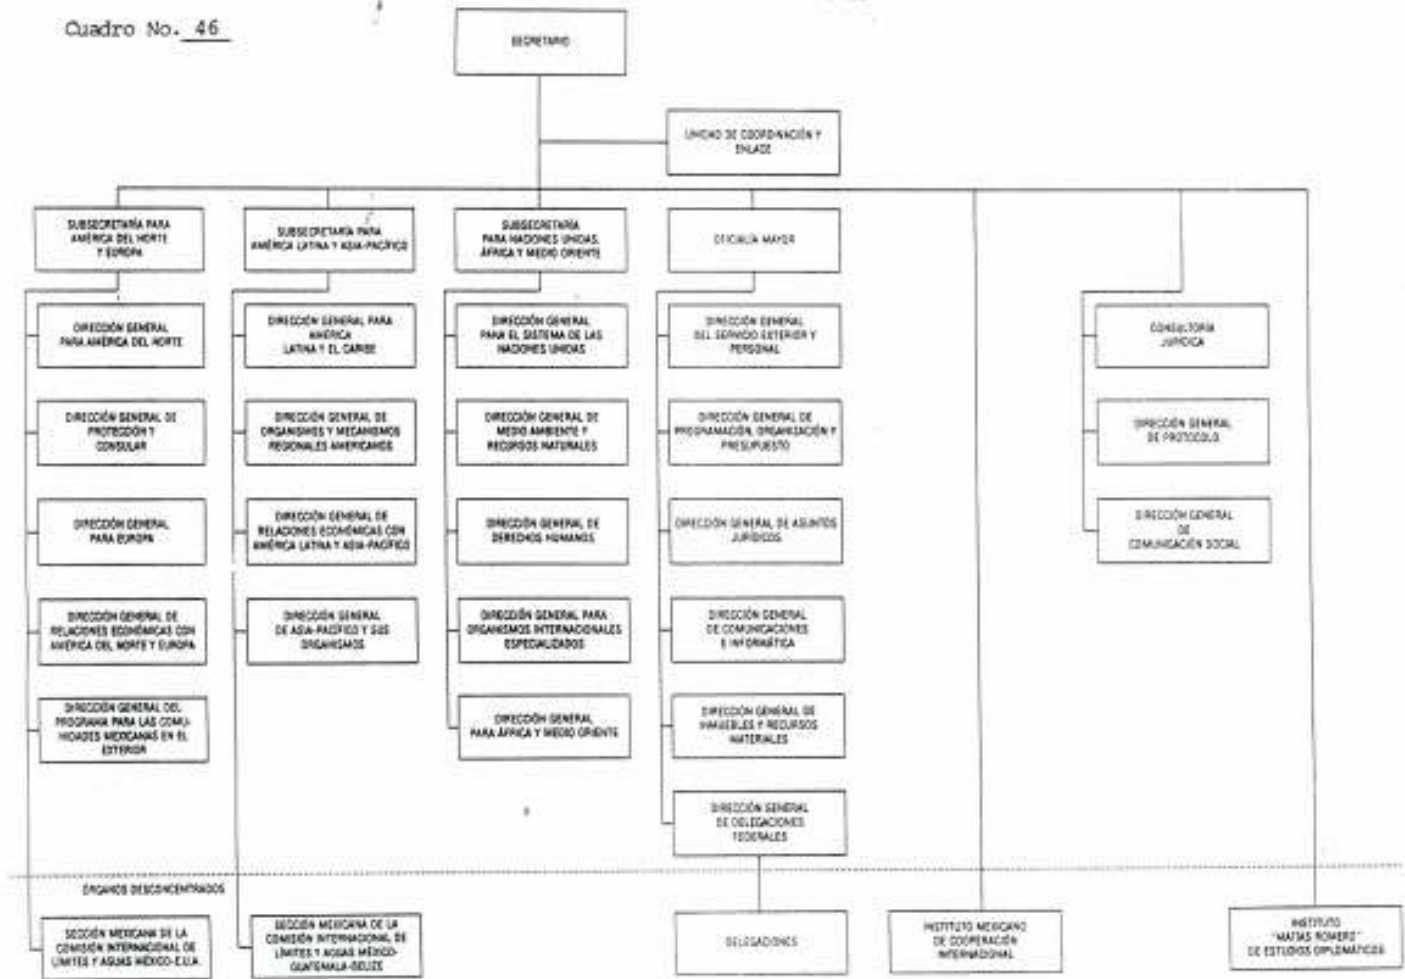 Cuadro No. 46
SECRETARIO
UNIDAD DE COORDINACIÓN Y
ENLACE
SUBSECRETARÍA PARA
AMÉRICA DEL NORTE
Y EUROPA
SUBSECRETARÍA PARA
AMÉRICA LATINA Y ASIA-PACÍFICO
SUBSECRETARÍA
PARA NACIONES UNIDAS,
ÁFRICA Y MEDIO ORIENTE
OFICIALÍA MAYOR
DIRECCIÓN GENERAL
PARA AMÉRICA DEL NORTE
DIRECCIÓN GENERAL PARA
AMÉRICA
LATINA Y EL CARIBE
DIRECCIÓN GENERAL
PARA EL SISTEMA DE LAS
NACIONES UNIDAS
DIRECCIÓN GENERAL
DEL SERVICIO EXTERIOR Y
PERSONAL
CONSULTORÍA
JURÍDICA
DIRECCIÓN GENERAL DE
PROTECCIÓN Y
CONSULAR
DIRECCIÓN GENERAL DE
ORGANISMOS Y MECANISMOS
REGIONALES AMERICANOS
DIRECCIÓN GENERAL DE
MEDIO AMBIENTE Y
RECURSOS NATURALES
DIRECCIÓN GENERAL DE
PROGRAMACIÓN, ORGANIZACIÓN Y
PRESUPUESTO
DIRECCIÓN GENERAL
DE PROTOCOLO
DIRECCIÓN GENERAL
PARA EUROPA
DIRECCIÓN GENERAL DE
RELACIONES ECONÓMICAS CON
AMÉRICA LATINA Y ASIA-PACÍFICO
DIRECCIÓN GENERAL DE
DERECHOS HUMANOS
DIRECCIÓN GENERAL DE ASUNTOS
JURÍDICOS
DIRECCIÓN GENERAL
DE
COMUNICACIÓN SOCIAL
DIRECCIÓN GENERAL DE
RELACIONES ECONÓMICAS CON
AMÉRICA DEL NORTE Y EUROPA
DIRECCIÓN GENERAL
DE ASIA-PACÍFICO Y SUS
ORGANISMOS
DIRECCIÓN GENERAL PARA
ORGANISMOS INTERNACIONALES
ESPECIALIZADOS
DIRECCIÓN GENERAL
DE COMUNICACIONES
E INFORMÁTICA
DIRECCIÓN GENERAL DEL
PROGRAMA PARA LAS COMU-
NIDADES MEXICANAS EN EL
EXTERIOR
DIRECCIÓN GENERAL
PARA ÁFRICA Y MEDIO ORIENTE
DIRECCIÓN GENERAL DE
INMUEBLES Y RECURSOS
MATERIALES
DIRECCIÓN GENERAL
DE DELEGACIONES
FEDERALES
ÓRGANOS DESCONCENTRADOS
SECCIÓN MEXICANA DE LA
COMISIÓN INTERNACIONAL DE
LÍMITES Y AGUAS MÉXICO-E.U.A.
SECCIÓN MEXICANA DE LA
COMISIÓN INTERNACIONAL DE
LÍMITES Y AGUAS MÉXICO-
GUATEMALA-BELIZE
DELEGACIONES
INSTITUTO MEXICANO
DE COOPERACIÓN
INTERNACIONAL
INSTITUTO
"MATÍAS ROMERO"
DE ESTUDIOS DIPLOMÁTICOS